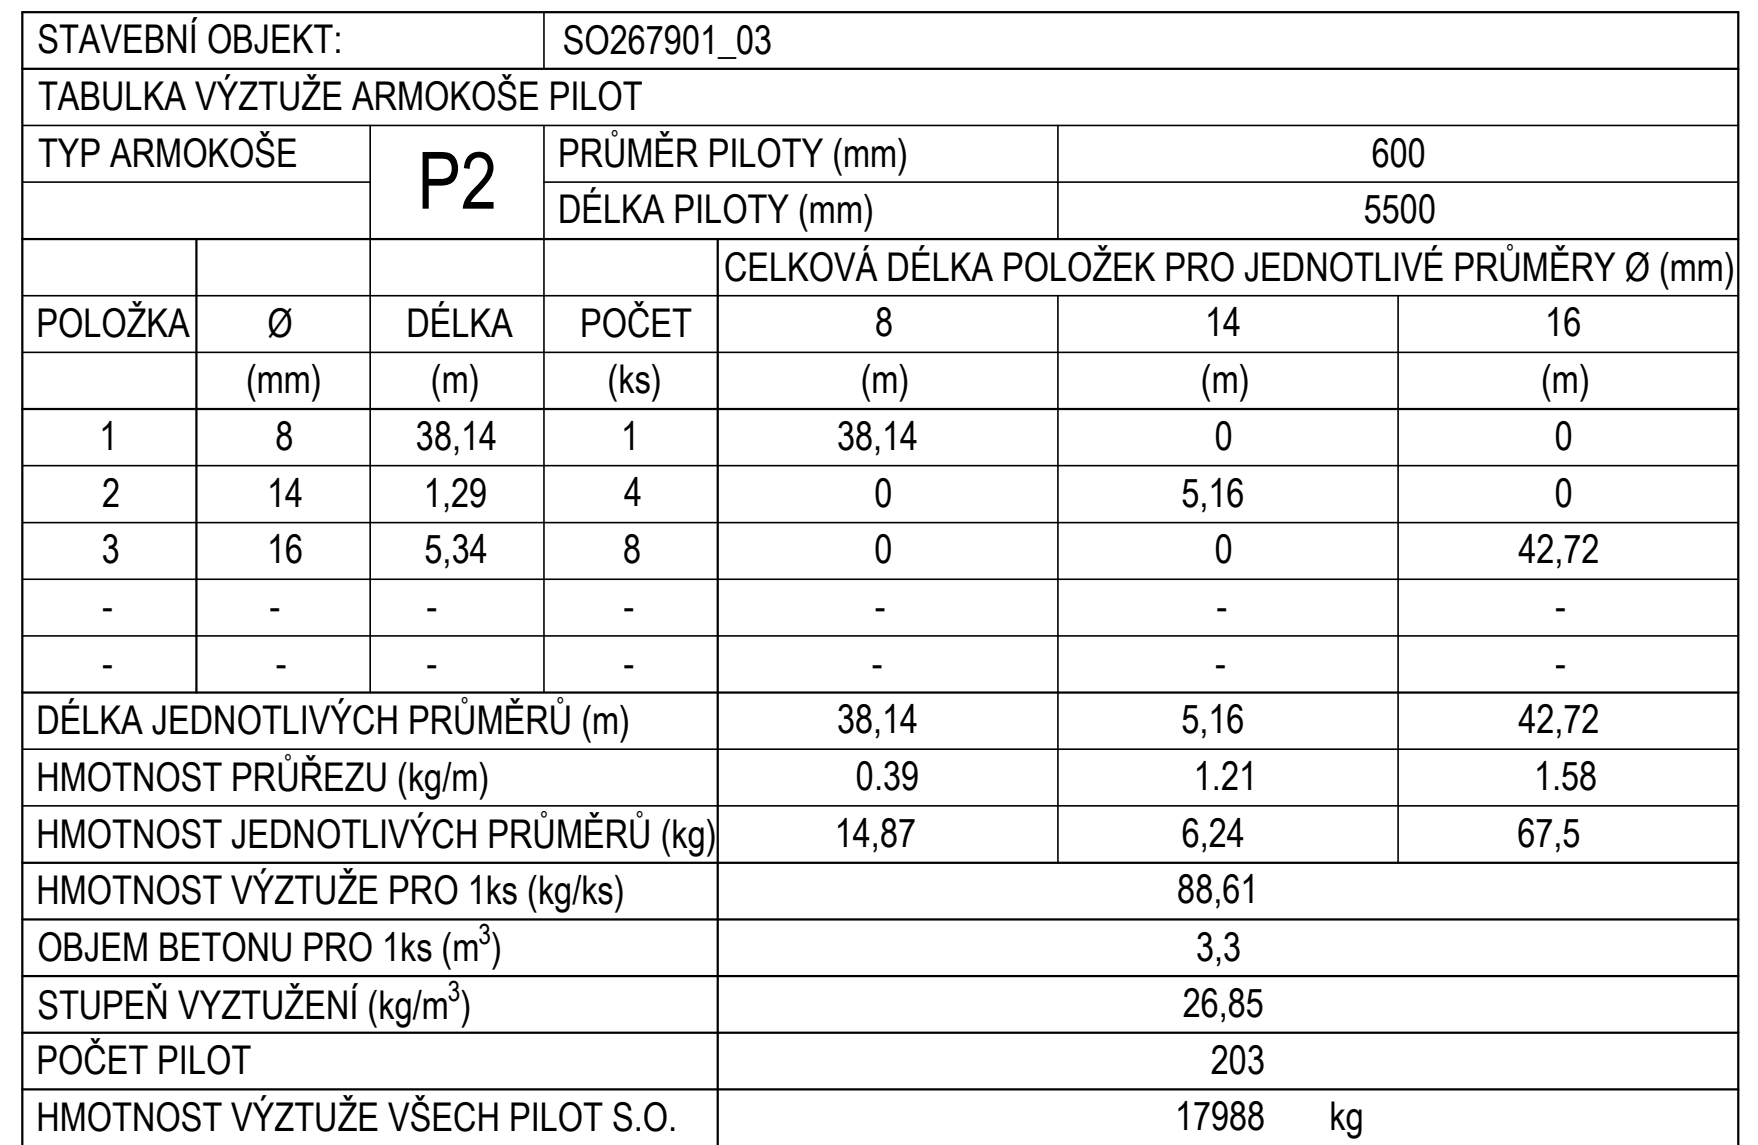 STAVEBNÍ OBJEKT: SO267901_03
TABULKA VÝZTUŽE ARMOKOŠE PILOT
TYP ARMOKOŠE P2 PRŮMĚR PILOTY (mm) 600
DÉLKA PILOTY (mm) 5500
CELKOVÁ DÉLKA POLOŽEK PRO JEDNOTLIVÉ PRŮMĚRY Ø (mm)
POLOŽKA Ø DÉLKA POČET 8 14 16
(mm) (m) (ks) (m) (m) (m)
1 8 38,14 1 38,14 0 0
2 14 1,29 4 0 5,16 0
3 16 5,34 8 0 0 42,72
- - - - - - -
- - - - - - -
DÉLKA JEDNOTLIVÝCH PRŮMĚRŮ (m) 38,14 5,16 42,72
HMOTNOST PRŮŘEZU (kg/m) 0.39 1.21 1.58
HMOTNOST JEDNOTLIVÝCH PRŮMĚRŮ (kg) 14,87 6,24 67,5
HMOTNOST VÝZTUŽE PRO 1ks (kg/ks) 88,61
OBJEM BETONU PRO 1ks (m³) 3,3
STUPEŇ VYZTUŽENÍ (kg/m³) 26,85
POČET PILOT 203
HMOTNOST VÝZTUŽE VŠECH PILOT S.O. 17988 kg